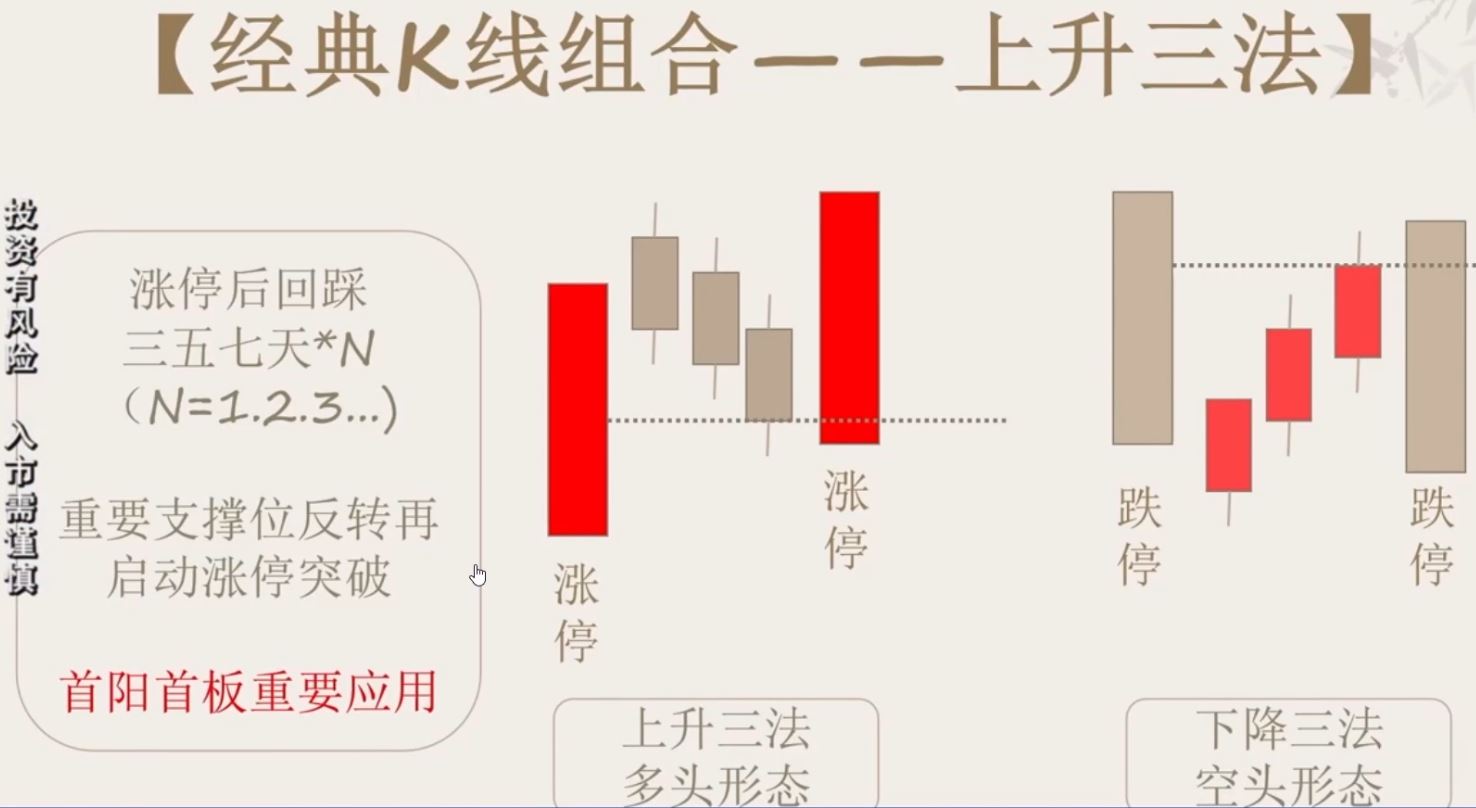 【经典K线组合——上升三法】
投资有风险 入市需谨慎
涨停后回踩
三五七天*N
（N=1.2.3...）
重要支撑位反转再
启动涨停突破
首阳首板重要应用
涨停
涨停
上升三法
多头形态
跌停
跌停
下降三法
空头形态